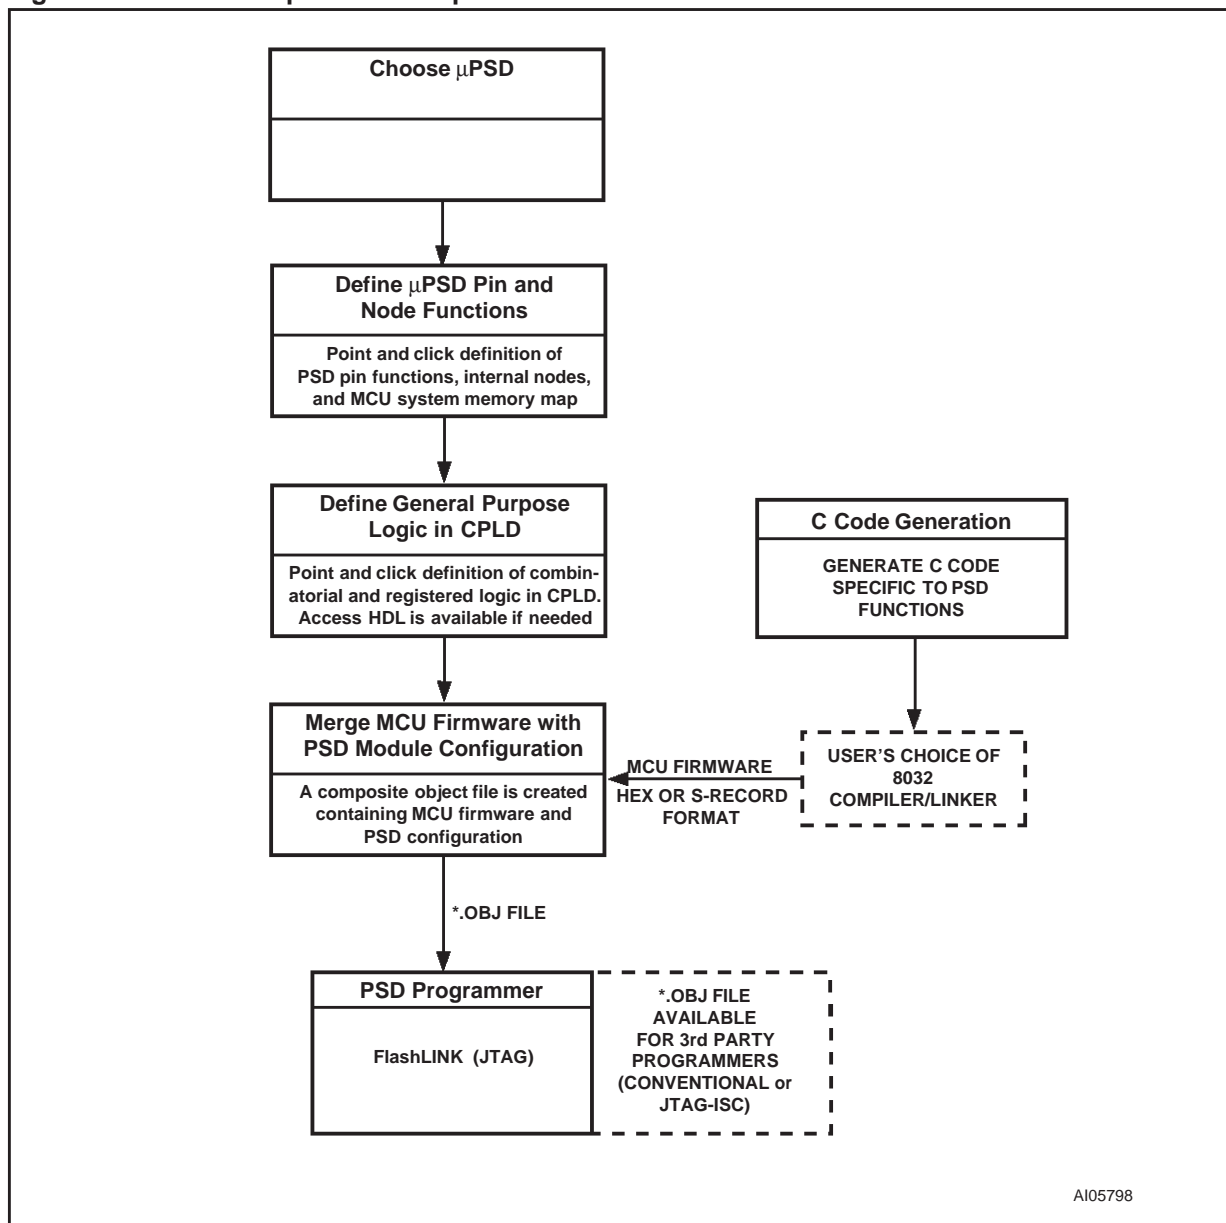 Choose µPSD
Define µPSD Pin and
Node Functions
Point and click definition of
PSD pin functions, internal nodes,
and MCU system memory map
Define General Purpose
Logic in CPLD
Point and click definition of combin-
atorial and registered logic in CPLD.
Access HDL is available if needed
C Code Generation
GENERATE C CODE
SPECIFIC TO PSD
FUNCTIONS
Merge MCU Firmware with
PSD Module Configuration
A composite object file is created
containing MCU firmware and
PSD configuration
MCU FIRMWARE
HEX OR S-RECORD
FORMAT
USER'S CHOICE OF
8032
COMPILER/LINKER
*.OBJ FILE
PSD Programmer
FlashLINK (JTAG)
*.OBJ FILE
AVAILABLE
FOR 3rd PARTY
PROGRAMMERS
(CONVENTIONAL or
JTAG-ISC)
AI05798